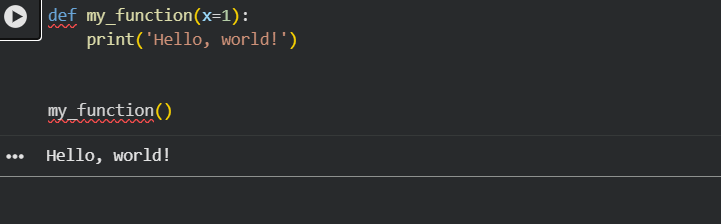 def my_function(x=1):
    print('Hello, world!')
my_function()
Hello, world!